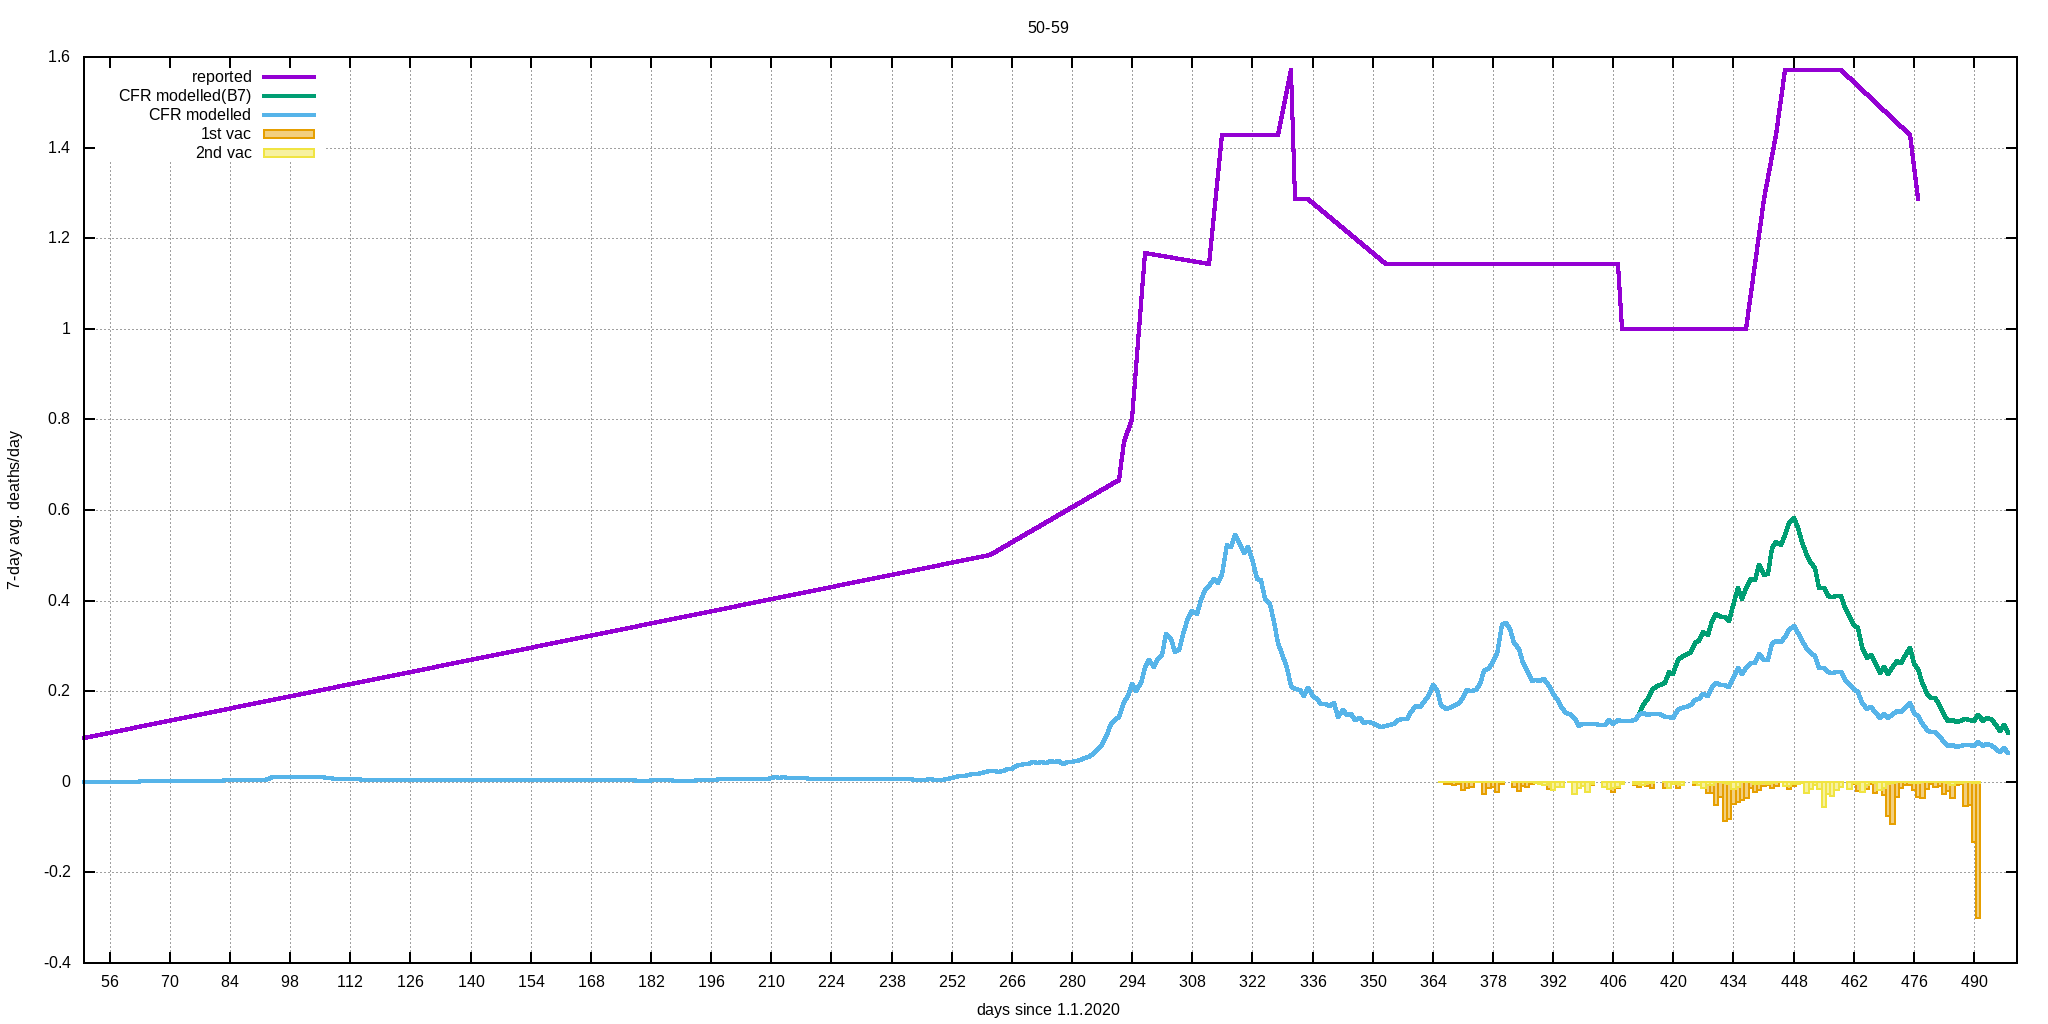 50-59
1.6
1.4
1.2
1
0.8
0.6
0.4
0.2
0
-0.2
-0.4
7-day avg. deaths/day
reported
CFR modelled(B7)
CFR modelled
1st vac
2nd vac
56 70 84 98 112 126 140 154 168 182 196 210 224 238 252 266 280 294 308 322 336 350 364 378 392 406 420 434 448 462 476 490
days since 1.1.2020